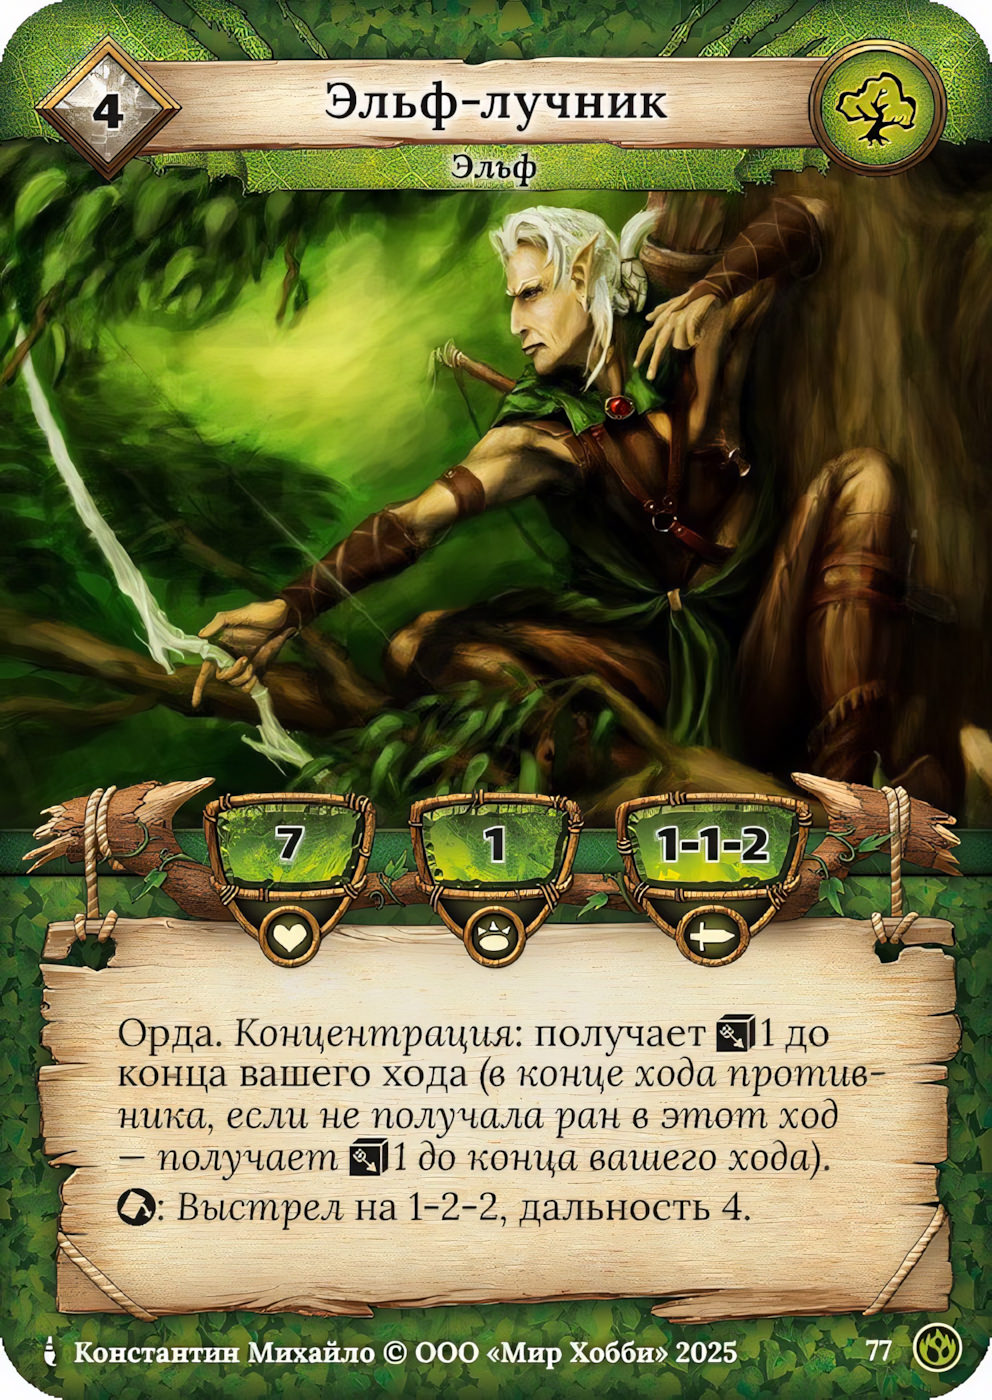 4
Эльф-лучник
Эльф
7
1
1-1-2
Орда. Концентрация: получает 1 до
конца вашего хода (в конце хода против-
ника, если не получала ран в этот ход
— получает 1 до конца вашего хода).
: Выстрел на 1-2-2, дальность 4.
Константин Михайло © ООО «Мир Хобби» 2025
77